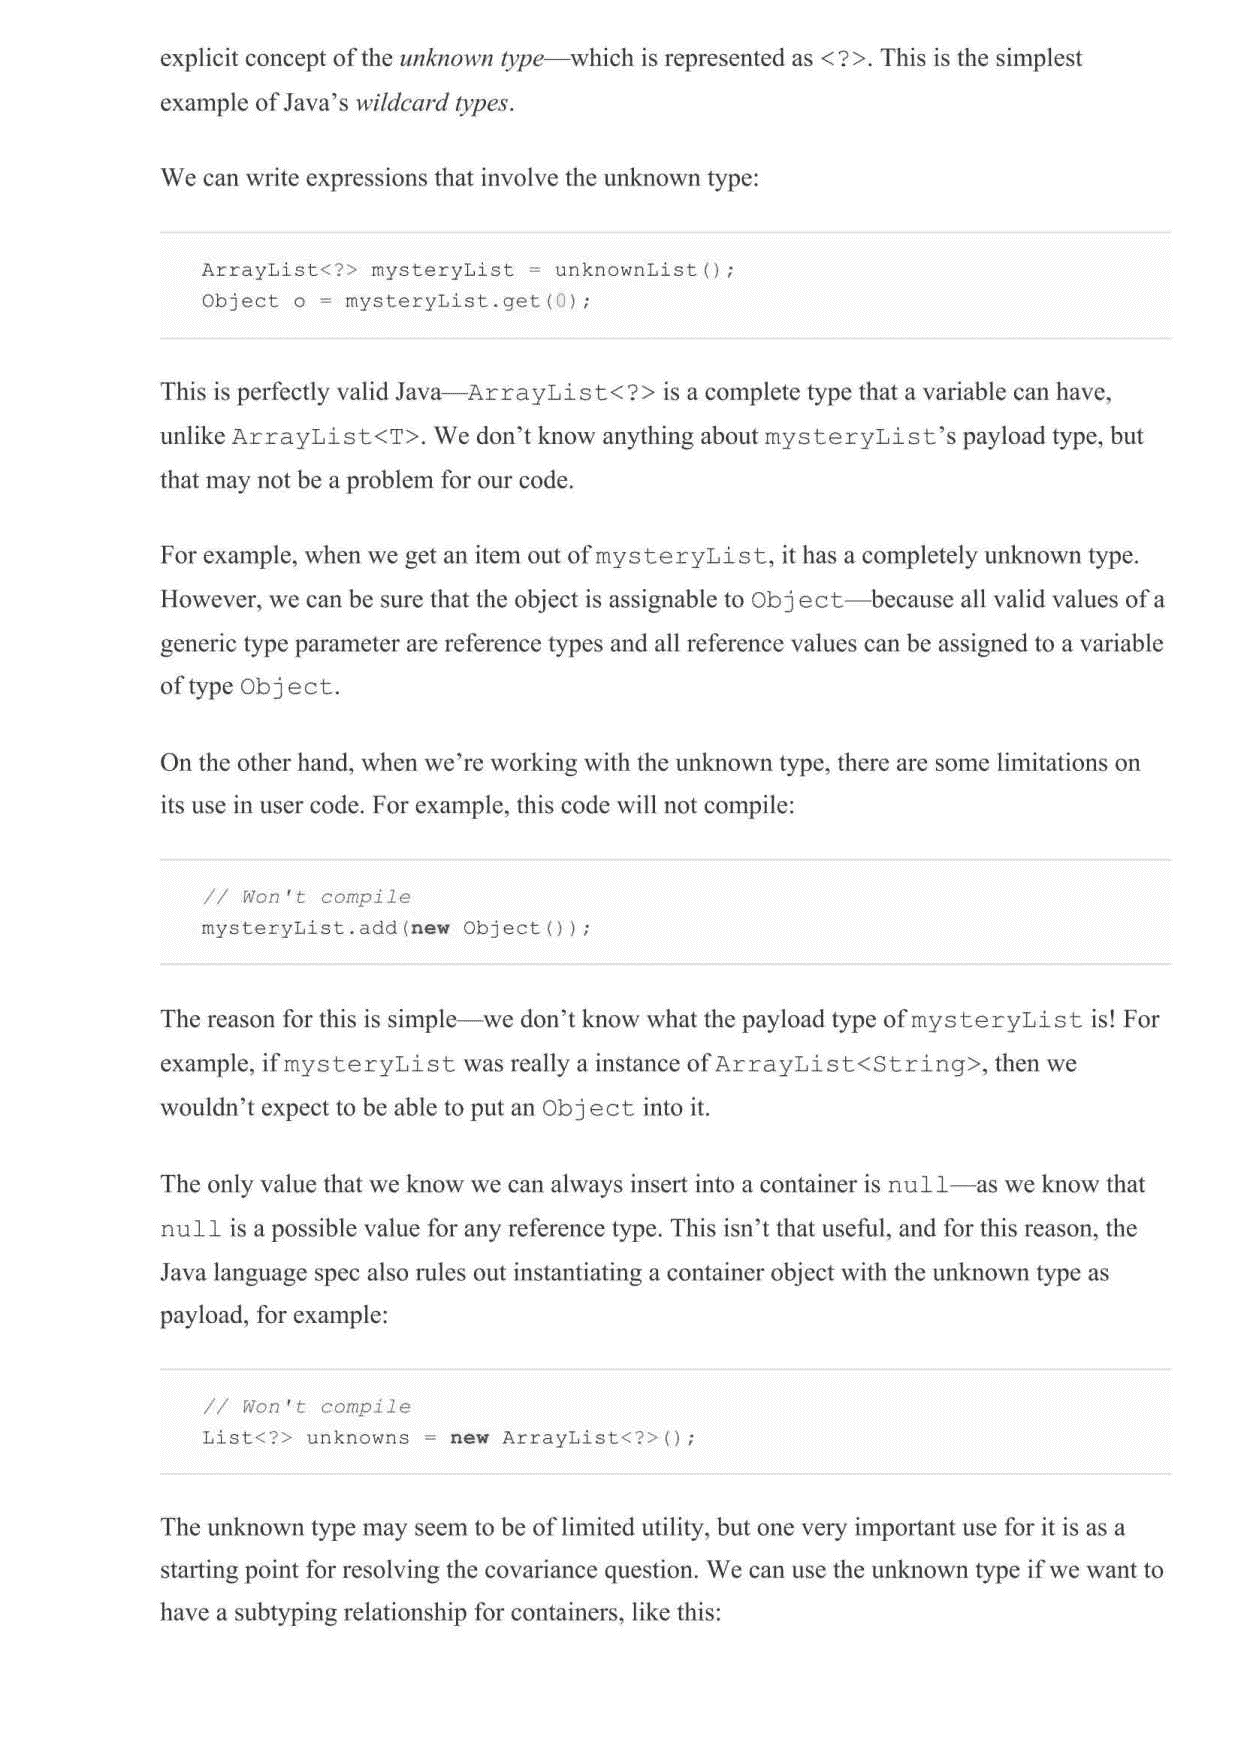 explicit concept of the unknown type—which is represented as <?>. This is the simplest
example of Java’s wildcard types.
We can write expressions that involve the unknown type:
ArrayList<?> mysteryList = unknownList();
Object o = mysteryList.get(0);
This is perfectly valid Java—ArrayList<?> is a complete type that a variable can have,
unlike ArrayList<T>. We don’t know anything about mysteryList’s payload type, but
that may not be a problem for our code.
For example, when we get an item out of mysteryList, it has a completely unknown type.
However, we can be sure that the object is assignable to Object—because all valid values of a
generic type parameter are reference types and all reference values can be assigned to a variable
of type Object.
On the other hand, when we’re working with the unknown type, there are some limitations on
its use in user code. For example, this code will not compile:
// Won't compile
mysteryList.add(new Object());
The reason for this is simple—we don’t know what the payload type of mysteryList is! For
example, if mysteryList was really a instance of ArrayList<String>, then we
wouldn’t expect to be able to put an Object into it.
The only value that we know we can always insert into a container is null—as we know that
null is a possible value for any reference type. This isn’t that useful, and for this reason, the
Java language spec also rules out instantiating a container object with the unknown type as
payload, for example:
// Won't compile
List<?> unknowns = new ArrayList<?>();
The unknown type may seem to be of limited utility, but one very important use for it is as a
starting point for resolving the covariance question. We can use the unknown type if we want to
have a subtyping relationship for containers, like this: